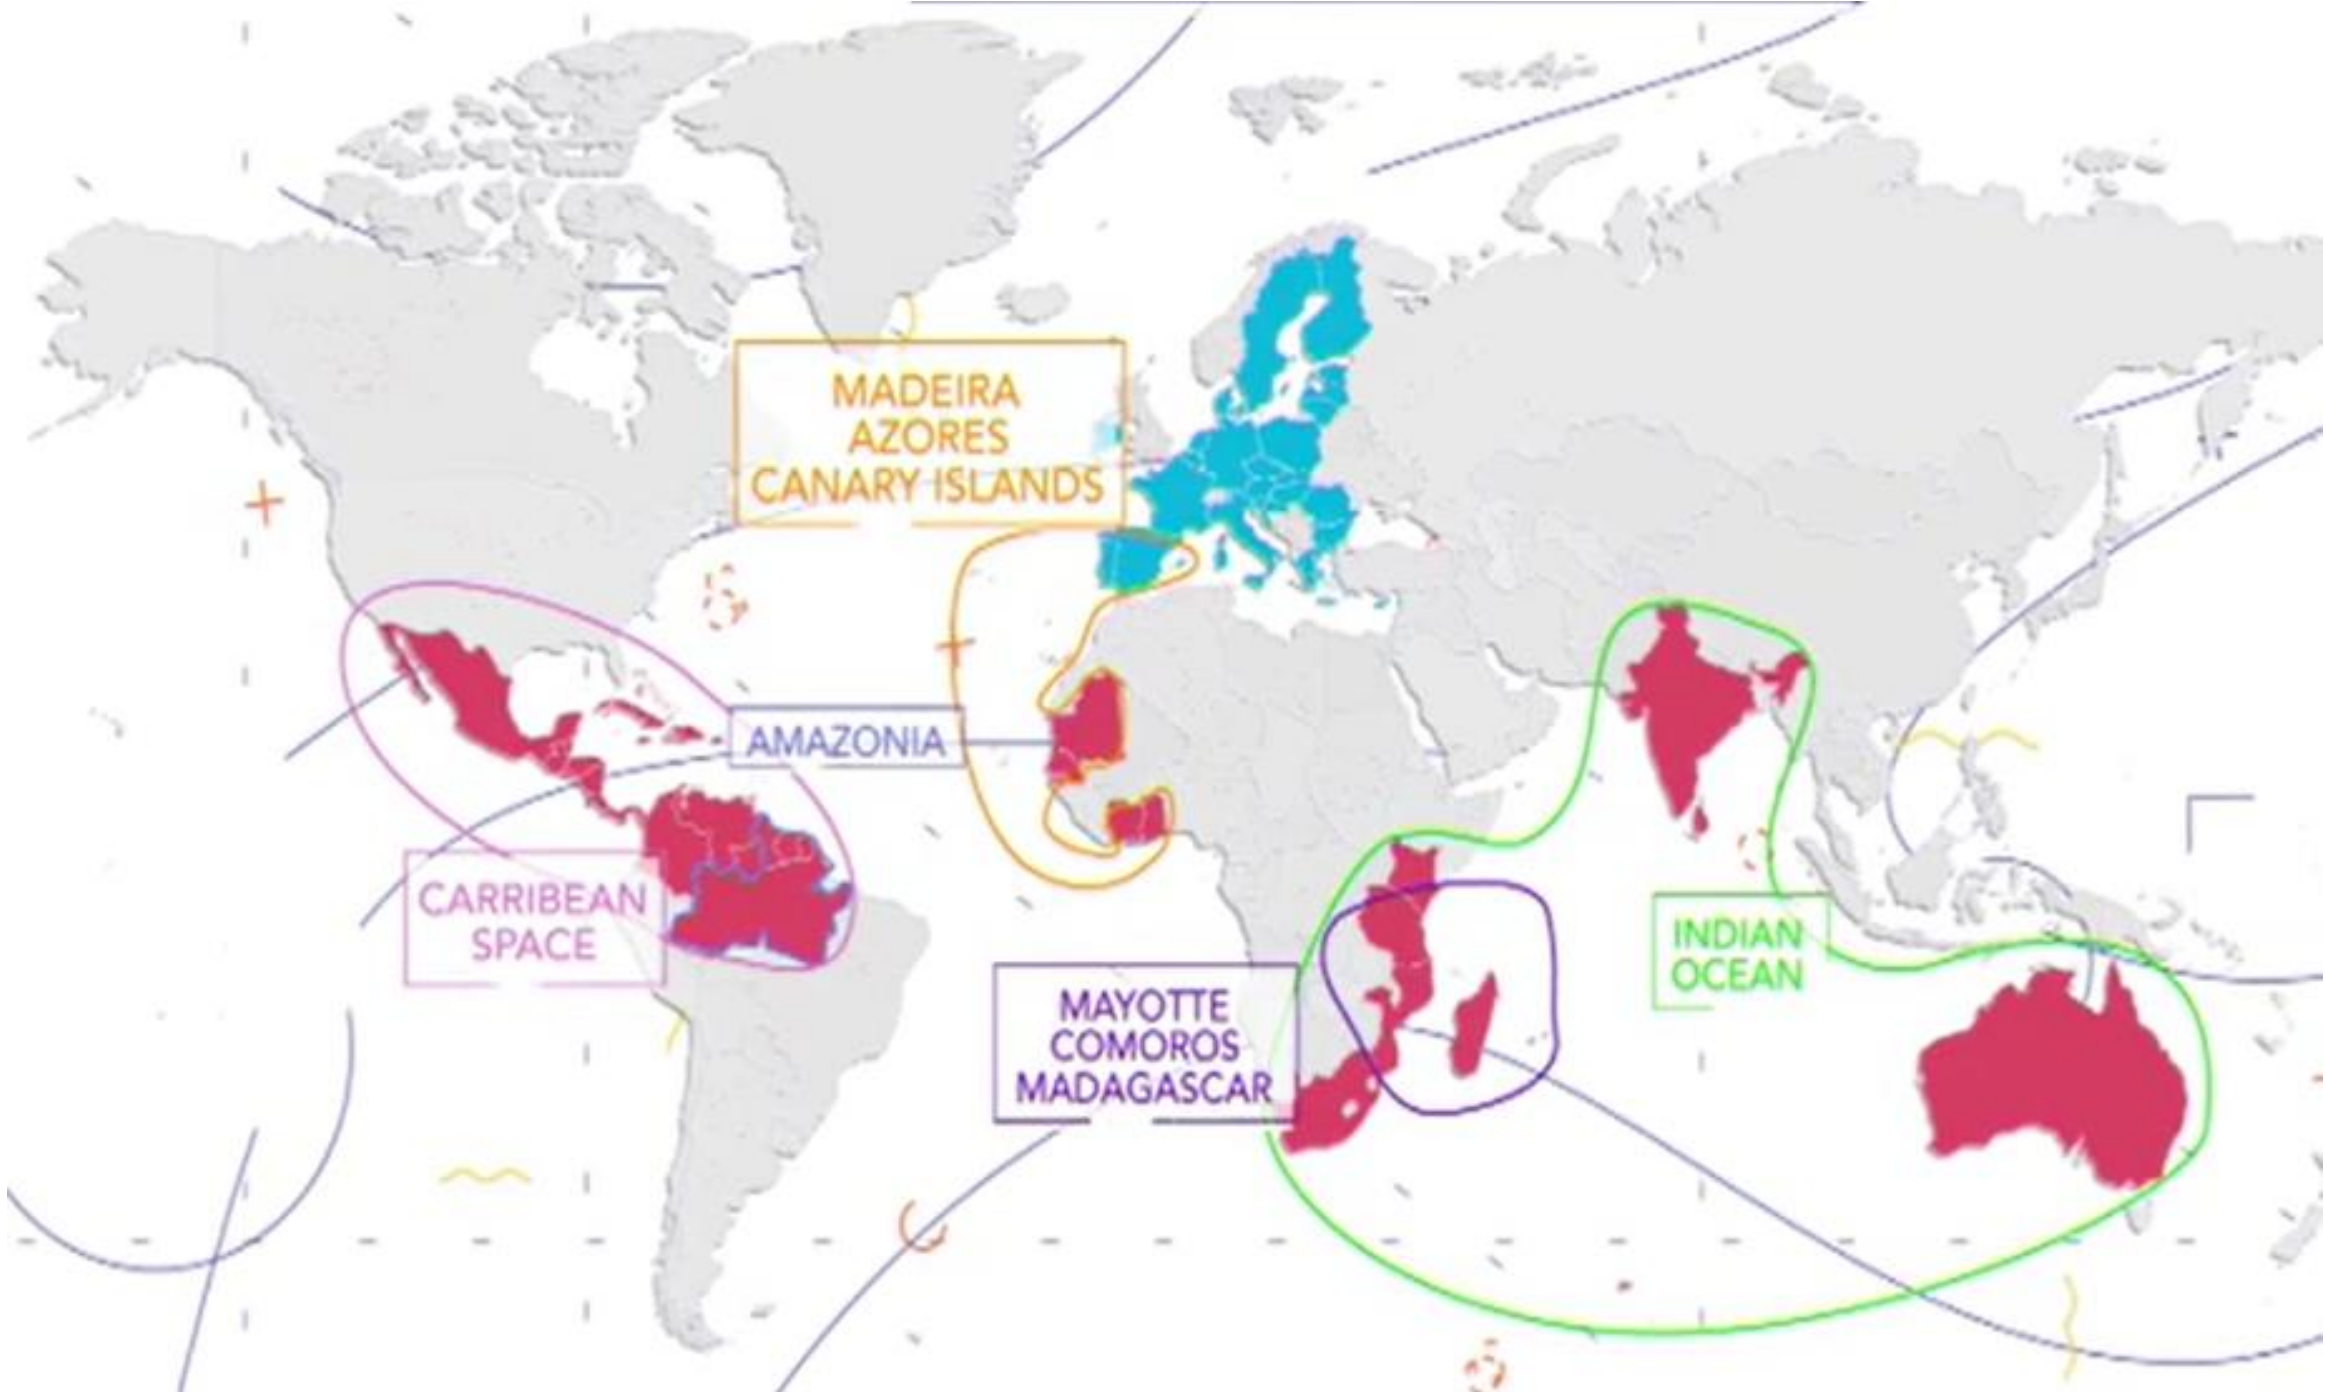 MADEIRA
AZORES
CANARY ISLANDS
AMAZONIA
CARRIBEAN
SPACE
INDIAN
OCEAN
MAYOTTE
COMOROS
MADAGASCAR